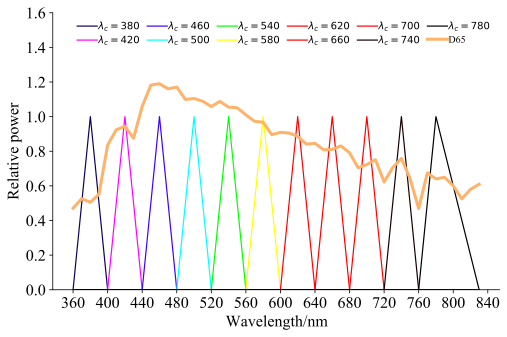 λc = 380 λc = 460 λc = 540 λc = 620 λc = 700 λc = 780
λc = 420 λc = 500 λc = 580 λc = 660 λc = 740 D65
1.6
1.4
1.2
1.0
0.8
0.6
0.4
0.2
0.0
Relative power
360 400 440 480 520 560 600 640 680 720 760 800 840
Wavelength/nm